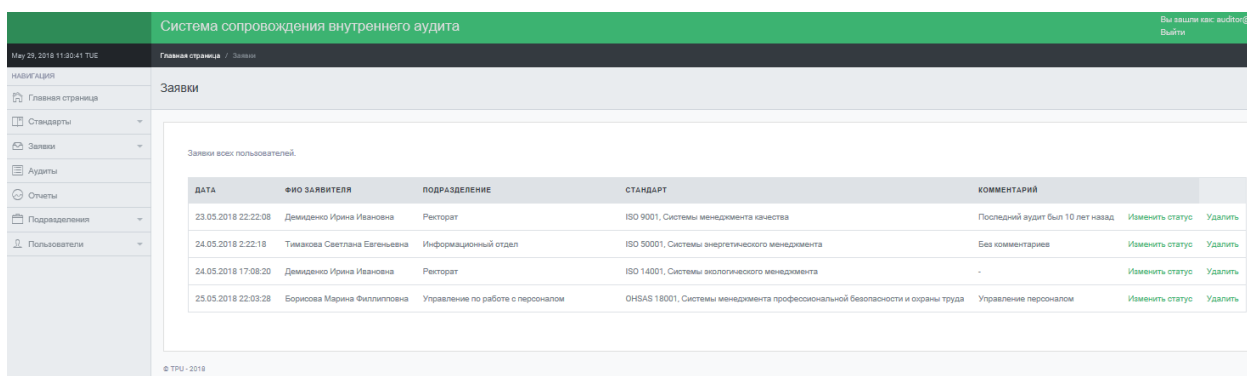 Система сопровождения внутреннего аудита
Вы зашли как: auditor@
Выйти
May 29, 2018 11:30:41 TUE
Главная страница / Заявки
НАВИГАЦИЯ
Главная страница
Стандарты
Заявки
Аудиты
Отчеты
Подразделения
Пользователи
Заявки
Заявки всех пользователей.
ДАТА ФИО ЗАЯВИТЕЛЯ ПОДРАЗДЕЛЕНИЕ СТАНДАРТ КОММЕНТАРИЙ
23.05.2018 22:22:08 Демиденко Ирина Ивановна Ректорат ISO 9001, Системы менеджмента качества Последний аудит был 10 лет назад Изменить статус Удалить
24.05.2018 2:22:18 Тимакова Светлана Евгеньевна Информационный отдел ISO 50001, Системы энергетического менеджмента Без комментариев Изменить статус Удалить
24.05.2018 17:08:20 Демиденко Ирина Ивановна Ректорат ISO 14001, Системы экологического менеджмента - Изменить статус Удалить
25.05.2018 22:03:28 Борисова Марина Филлипповна Управление по работе с персоналом OHSAS 18001, Системы менеджмента профессиональной безопасности и охраны труда Управление персоналом Изменить статус Удалить
© TPU - 2018